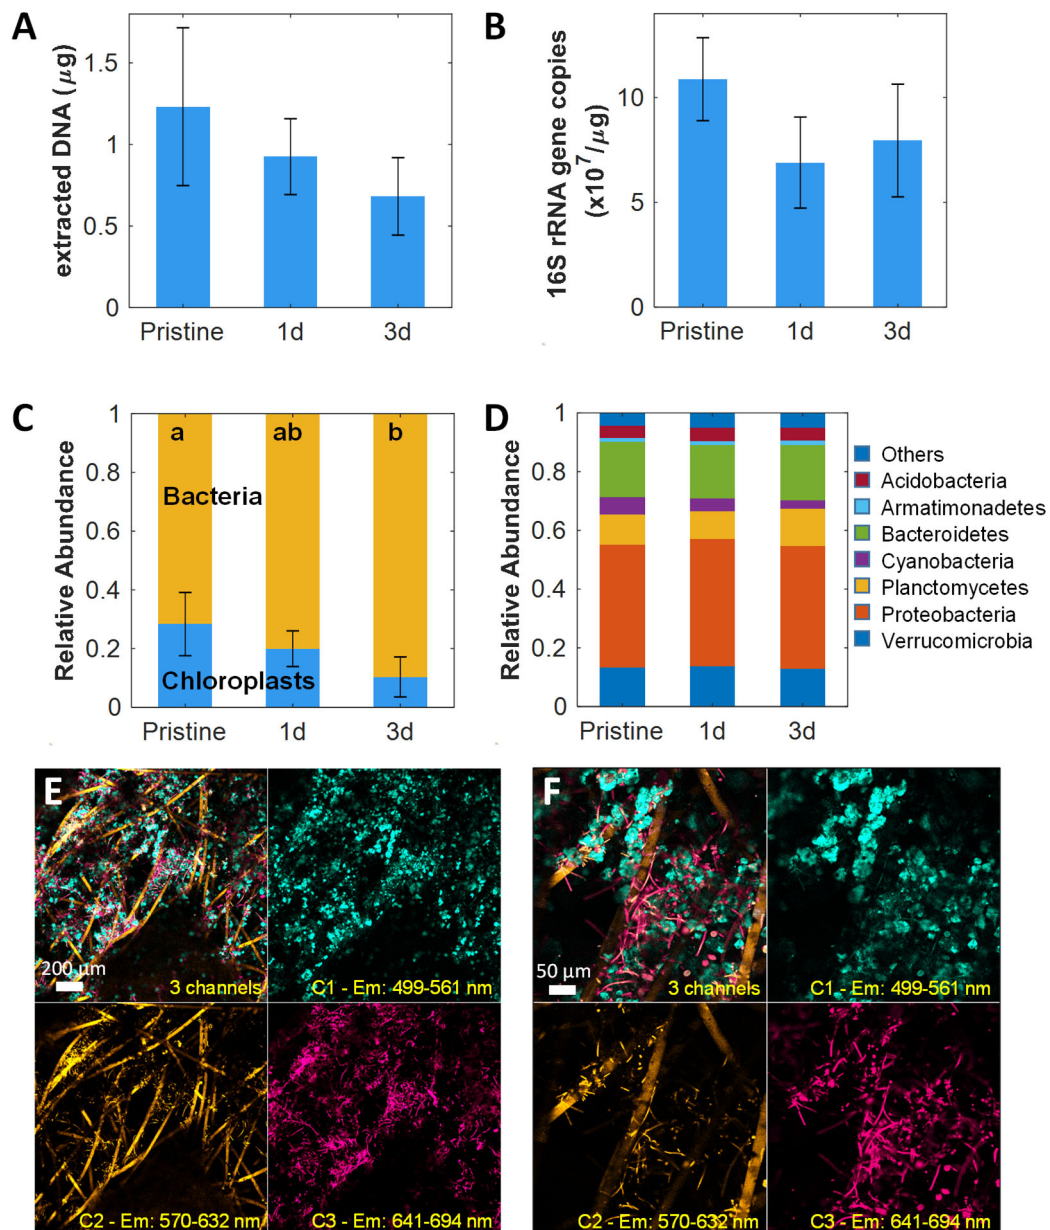 A
extracted DNA (μg)
1.5
1
0.5
0
Pristine 1d 3d
B
16S rRNA gene copies
(x10⁷/μg)
10
5
0
Pristine 1d 3d
C
Relative Abundance
1
0.8
0.6
0.4
0.2
0
a ab b
Bacteria
Chloroplasts
Pristine 1d 3d
D
Relative Abundance
1
0.8
0.6
0.4
0.2
0
Pristine 1d 3d
Others
Acidobacteria
Armatimonadetes
Bacteroidetes
Cyanobacteria
Planctomycetes
Proteobacteria
Verrucomicrobia
E
200 μm
3 channels
C1 - Em: 499-561 nm
C2 - Em: 570-632 nm
C3 - Em: 641-694 nm
F
50 μm
3 channels
C1 - Em: 499-561 nm
C2 - Em: 570-632 nm
C3 - Em: 641-694 nm